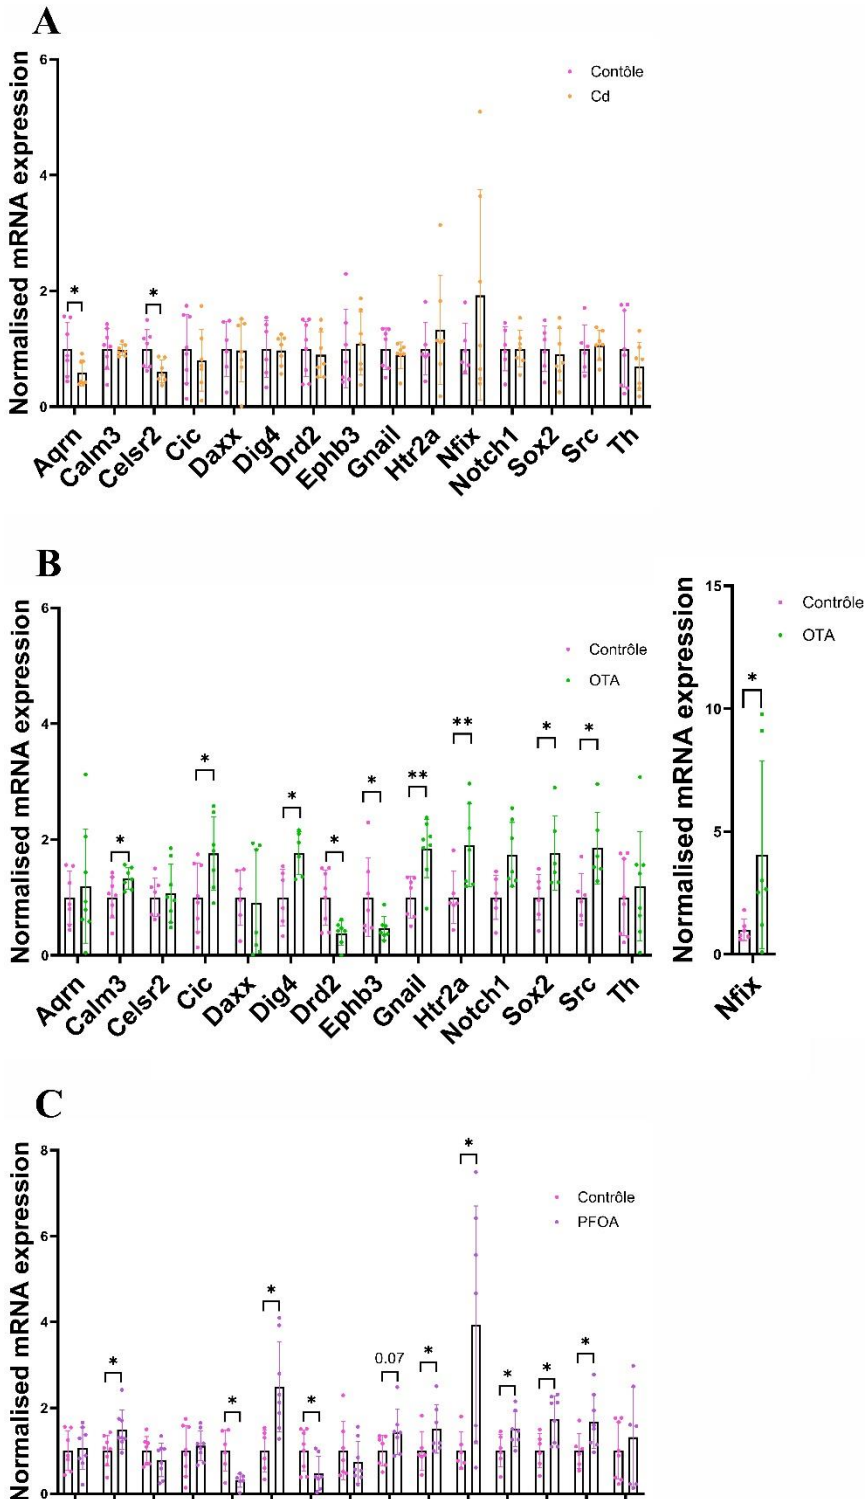 A
Normalised mRNA expression
6
4
2
0
Contôle
Cd
*
*
Aqrn
Calm3
Celsr2
Cic
Daxx
Dig4
Drd2
Ephb3
Gnail
Htr2a
Nfix
Notch1
Sox2
Src
Th
B
Normalised mRNA expression
6
4
2
0
Contrôle
OTA
*
*
*
*
*
**
**
*
*
Aqrn
Calm3
Celsr2
Cic
Daxx
Dig4
Drd2
Ephb3
Gnail
Htr2a
Notch1
Sox2
Src
Th
Normalised mRNA expression
15
10
5
0
Contrôle
OTA
*
Nfix
C
Normalised mRNA expression
8
6
4
2
0
Contrôle
PFOA
*
*
*
*
0.07
*
*
*
*
*